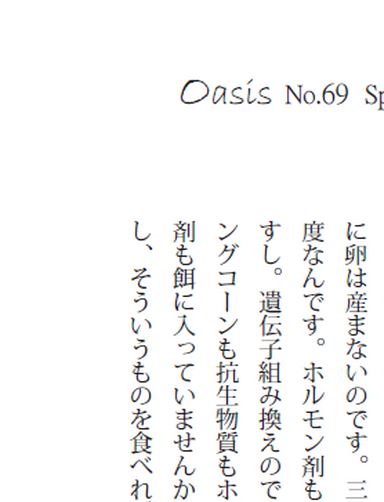 Oasis No.69 Sp
に卵は産まないのです。三
度なんです。ホルモン剤も
すし。遺伝子組み換えので
ングコーンも抗生物質もホ
剤も餌に入っていませんか
し、そういうものを食べれ